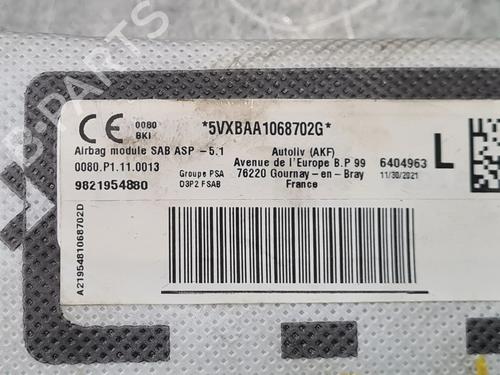 CE 0080
BKI
*5VXBAA1068702G*
Airbag module SAB ASP -5.1
Autoliv (AKF)
0080.P1.11.0013
Avenue de l'Europe B.P 99
6404963
L
9821954880
Groupe PSA
D3P2 FSAB
76220 Gournay-en-Bray
France
11/30/2021
A2195481068702D
B-PARTS